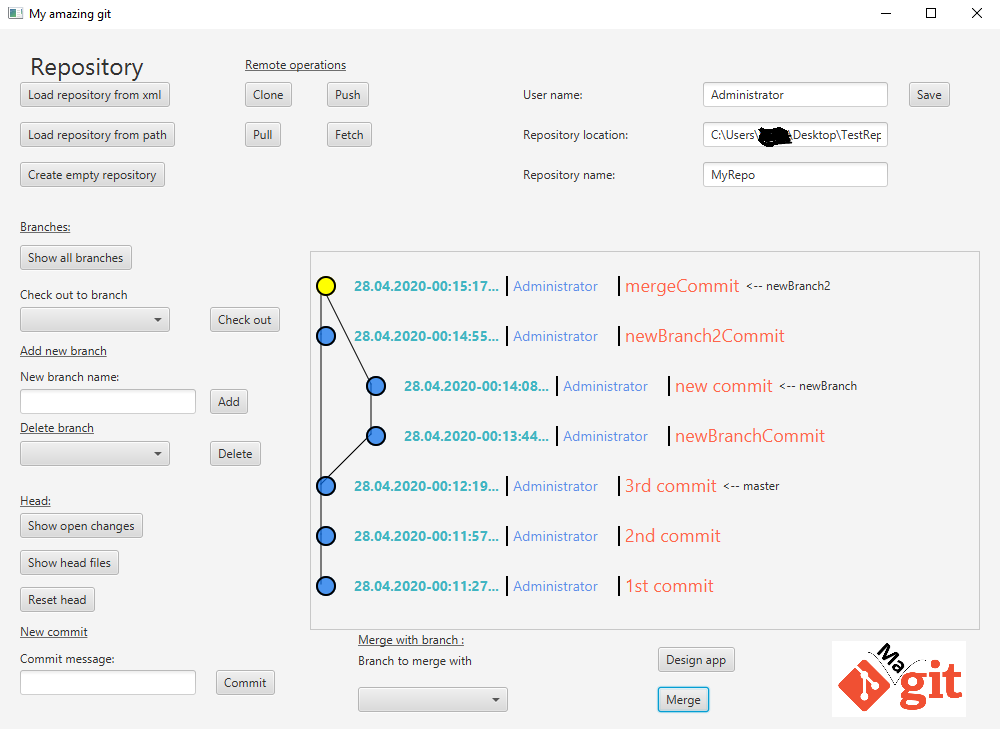 My amazing git
Repository
Remote operations
Load repository from xml
Clone
Push
User name:
Administrator
Save
Load repository from path
Pull
Fetch
Repository location:
C:\Users\ \Desktop\TestRep
Create empty repository
Repository name:
MyRepo
Branches:
Show all branches
Check out to branch
Check out
Add new branch
New branch name:
Add
Delete branch
Delete
Head:
Show open changes
Show head files
Reset head
New commit
Commit message:
Commit
28.04.2020-00:15:17... Administrator mergeCommit <-- newBranch2
28.04.2020-00:14:55... Administrator newBranch2Commit
28.04.2020-00:14:08... Administrator new commit <-- newBranch
28.04.2020-00:13:44... Administrator newBranchCommit
28.04.2020-00:12:19... Administrator 3rd commit <-- master
28.04.2020-00:11:57... Administrator 2nd commit
28.04.2020-00:11:27... Administrator 1st commit
Merge with branch :
Branch to merge with
Design app
Merge
Ma
git